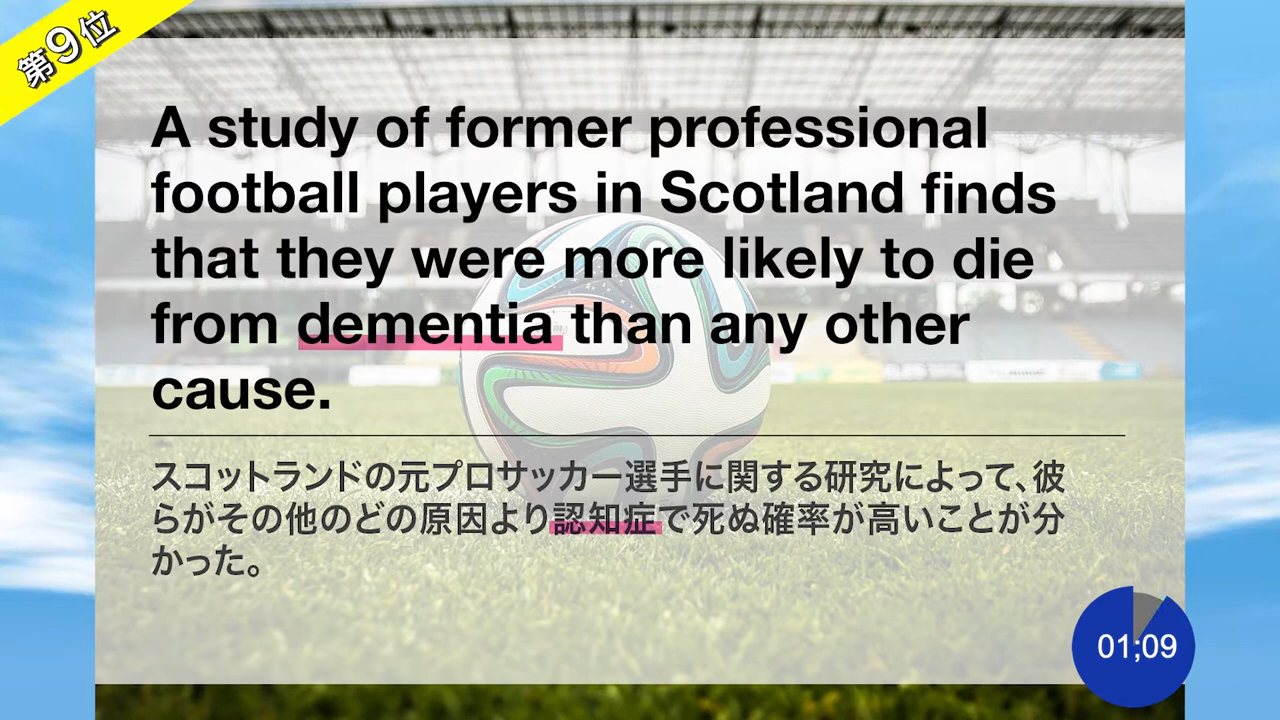 第9位
A study of former professional
football players in Scotland finds
that they were more likely to die
from dementia than any other
cause.
スコットランドの元プロサッカー選手に関する研究によって、彼
らがその他のどの原因より認知症で死ぬ確率が高いことが分
かった。
01;09